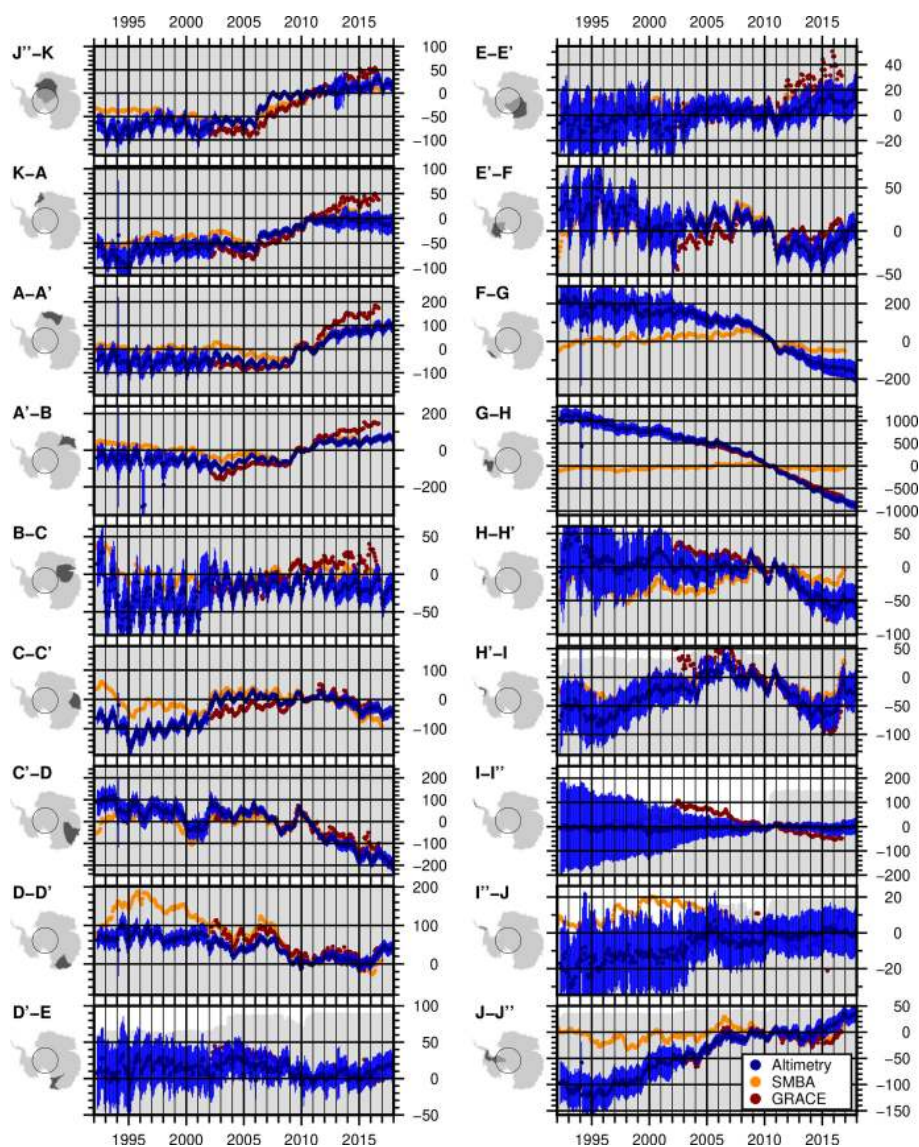 1995 2000 2005 2010 2015
1995 2000 2005 2010 2015
J''–K
100
50
0
−50
−100
K–A
100
50
0
−50
−100
A–A'
200
100
0
−100
A'–B
200
0
−200
B–C
50
0
−50
C–C'
100
0
−100
C'–D
200
100
0
−100
−200
D–D'
200
100
0
D'–E
100
50
0
−50
E–E'
40
20
0
−20
E'–F
50
0
−50
F–G
200
0
−200
G–H
1000
500
0
−500
−1000
H–H'
50
0
−50
−100
H'–I
50
0
−50
−100
I–I''
200
100
0
−100
−200
I''–J
20
0
−20
J–J''
50
0
−50
−100
−150
Altimetry
SMBA
GRACE
1995 2000 2005 2010 2015
1995 2000 2005 2010 2015